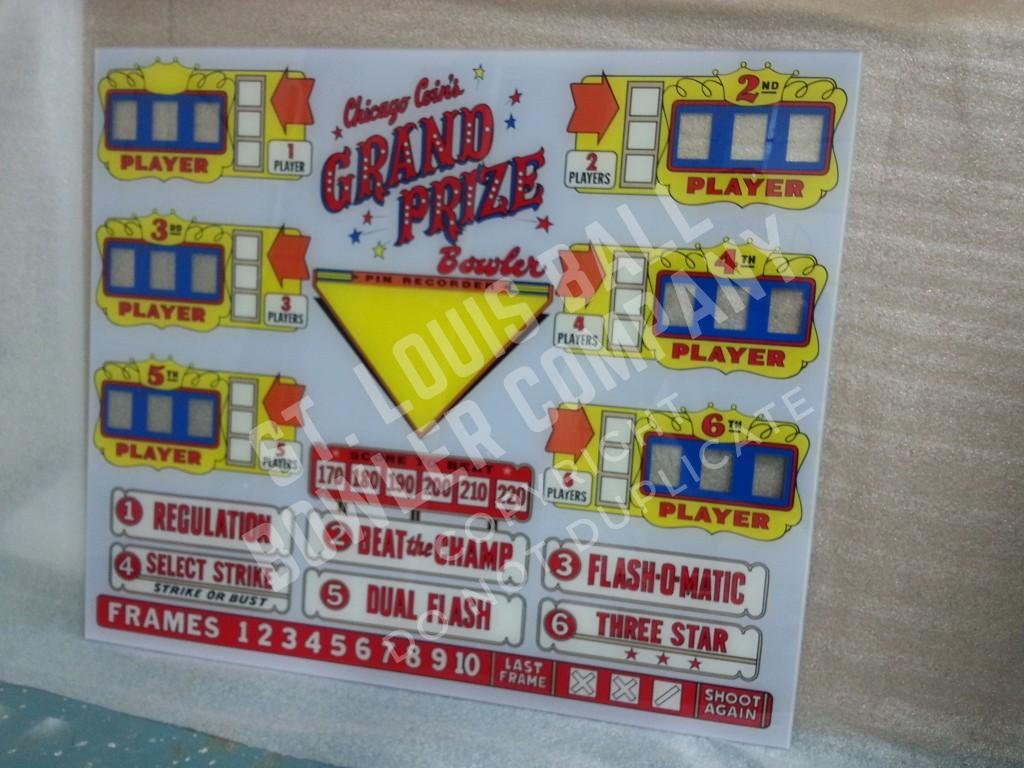 Chicago Coin's
GRAND
PRIZE
Bowler
PLAYER
1
PLAYER
2ND
PLAYER
2
PLAYERS
3RD
PLAYER
3
PLAYERS
4TH
PLAYER
4
PLAYERS
5TH
PLAYER
5
PLAYERS
6TH
PLAYER
6
PLAYERS
PIN RECORDER
SCORE TO BEAT
170 180 190 200 210 220
1 REGULATION
2 BEAT the CHAMP
3 FLASH-O-MATIC
4 SELECT STRIKE
STRIKE OR BUST
5 DUAL FLASH
6 THREE STAR
FRAMES 1 2 3 4 5 6 7 8 9 10
LAST
FRAME
SHOOT
AGAIN
ST. LOUIS BALL
BOWLER COMPANY
COPYRIGHT
DO NOT DUPLICATE